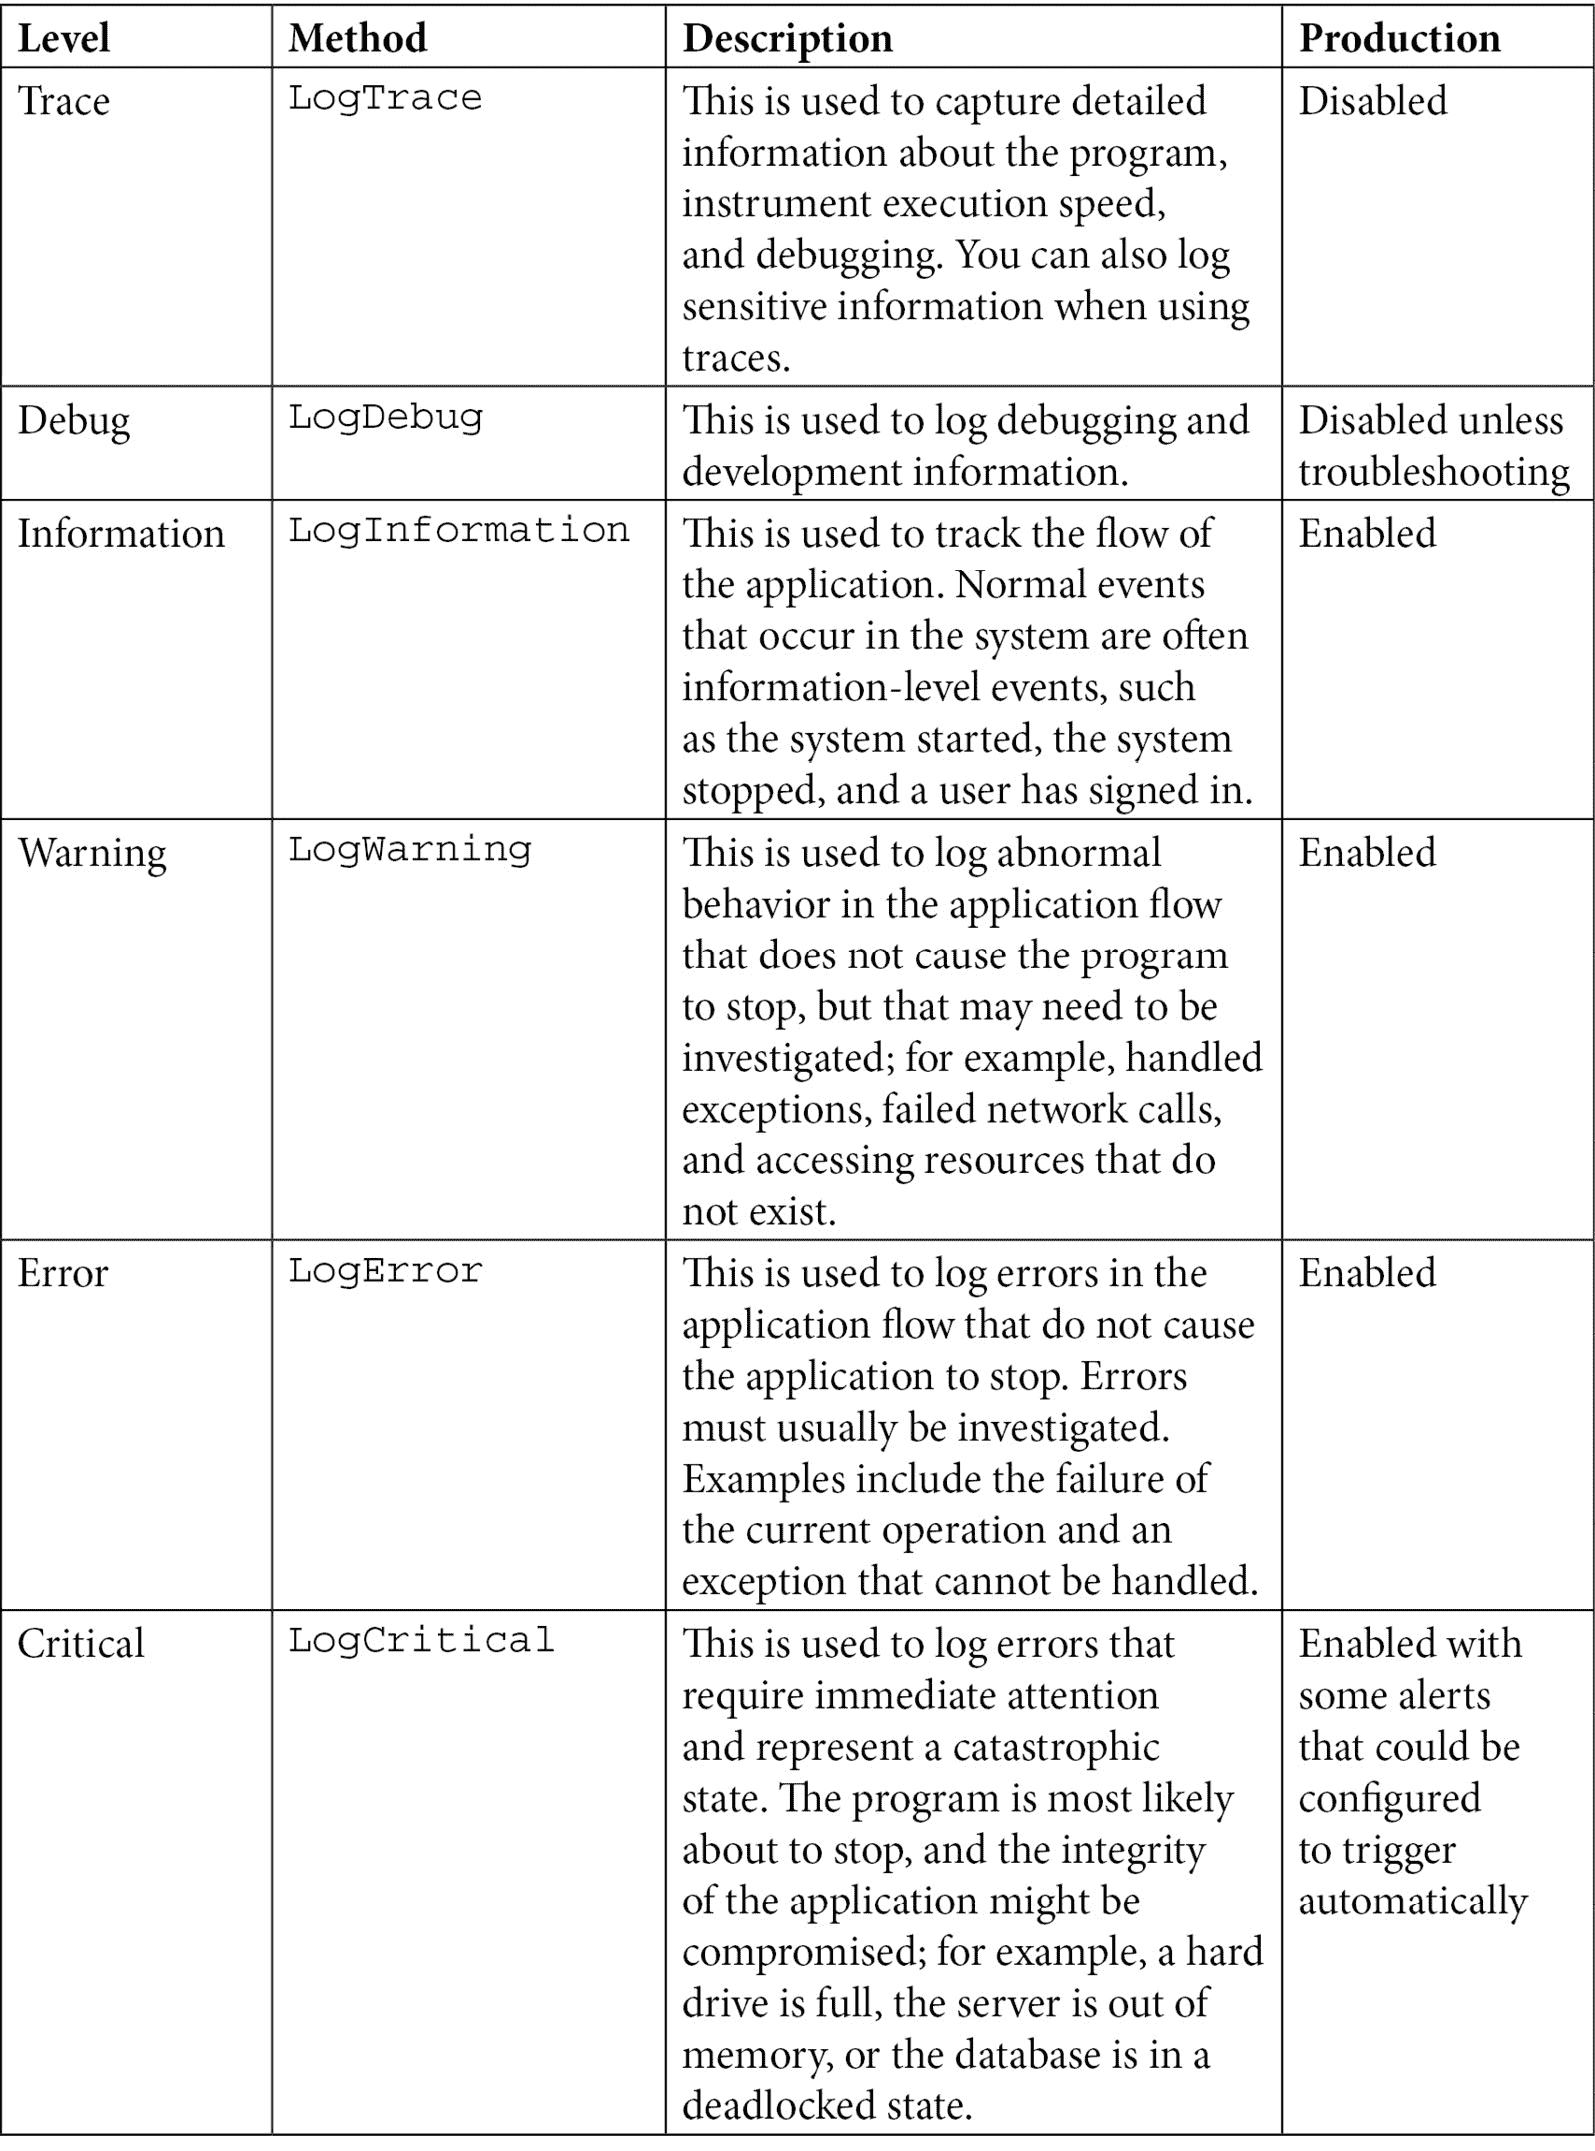 Level Method Description Production
Trace LogTrace This is used to capture detailed Disabled
information about the program,
instrument execution speed,
and debugging. You can also log
sensitive information when using
traces.
Debug LogDebug This is used to log debugging and Disabled unless
development information. troubleshooting
Information LogInformation This is used to track the flow of Enabled
the application. Normal events
that occur in the system are often
information-level events, such
as the system started, the system
stopped, and a user has signed in.
Warning LogWarning This is used to log abnormal Enabled
behavior in the application flow
that does not cause the program
to stop, but that may need to be
investigated; for example, handled
exceptions, failed network calls,
and accessing resources that do
not exist.
Error LogError This is used to log errors in the Enabled
application flow that do not cause
the application to stop. Errors
must usually be investigated.
Examples include the failure of
the current operation and an
exception that cannot be handled.
Critical LogCritical This is used to log errors that Enabled with
require immediate attention some alerts
and represent a catastrophic that could be
state. The program is most likely configured
about to stop, and the integrity to trigger
of the application might be automatically
compromised; for example, a hard
drive is full, the server is out of
memory, or the database is in a
deadlocked state.